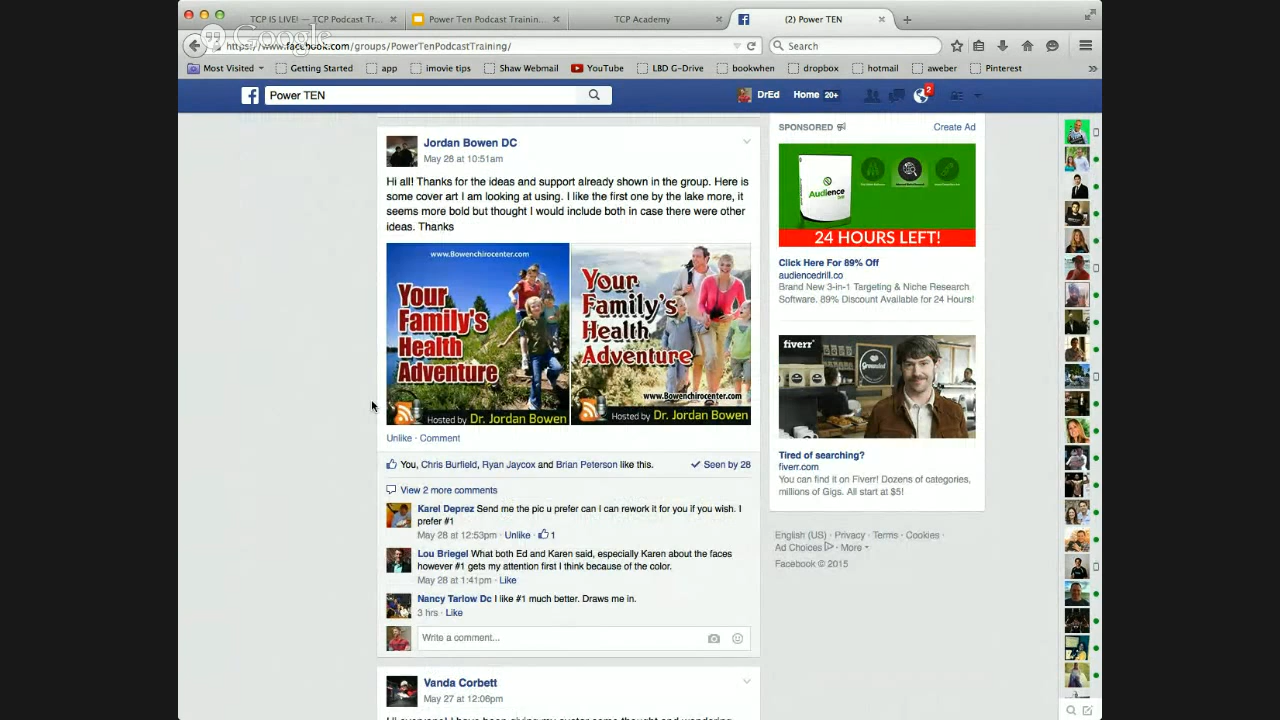 TCP IS LIVE! — TCP Podcast Tr...
Power Ten Podcast Trainin...
TCP Academy
(2) Power TEN
Google
https://www.facebook.com/groups/PowerTenPodcastTraining/
Search
Most Visited
Getting Started
app
imovie tips
Shaw Webmail
YouTube
LBD G-Drive
bookwhen
dropbox
hotmail
aweber
Pinterest
Power TEN
DrEd
Home 20+
2
Jordan Bowen DC
May 28 at 10:51am
Hi all! Thanks for the ideas and support already shown in the group. Here is
some cover art I am looking at using. I like the first one by the lake more, it
seems more bold but thought I would include both in case there were other
ideas. Thanks
www.Bowenchirocenter.com
Your
Family's
Health
Adventure
Hosted by Dr. Jordan Bowen
Your
Family's
Health
Adventure
www.Bowenchirocenter.com
Hosted by Dr. Jordan Bowen
Unlike · Comment
You, Chris Burfield, Ryan Jaycox and Brian Peterson like this.
Seen by 28
View 2 more comments
Karel Deprez Send me the pic u prefer can I can rework it for you if you wish. I
prefer #1
May 28 at 12:53pm · Unlike · 1
Lou Briegel What both Ed and Karen said, especially Karen about the faces
however #1 gets my attention first I think because of the color.
May 28 at 1:41pm · Like
Nancy Tarlow Dc I like #1 much better. Draws me in.
3 hrs · Like
Write a comment...
Vanda Corbett
May 27 at 12:06pm
Hi everyone! I have been giving my avatar some thought and wondering
SPONSORED
Create Ad
Audience
24 HOURS LEFT!
Click Here For 89% Off
audiencedrill.co
Brand New 3-in-1 Targeting & Niche Research
Software. 89% Discount Available for 24 Hours!
fiverr
Grounded
Tired of searching?
fiverr.com
You can find it on Fiverr! Dozens of categories,
millions of Gigs. All start at $5!
English (US) · Privacy · Terms · Cookies ·
Ad Choices · More
Facebook © 2015